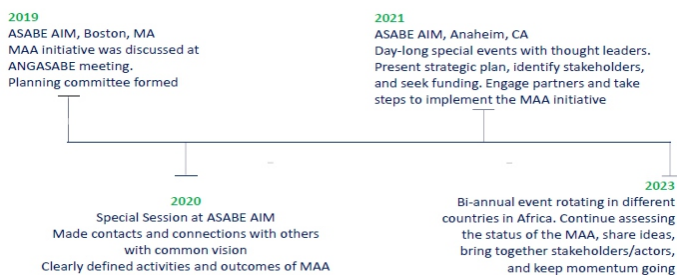 2019
ASABE AIM, Boston, MA
MAA initiative was discussed at
ANGASABE meeting.
Planning committee formed
2021
ASABE AIM, Anaheim, CA
Day-long special events with thought leaders.
Present strategic plan, identify stakeholders,
and seek funding. Engage partners and take
steps to implement the MAA initiative
2020
Special Session at ASABE AIM
Made contacts and connections with others
with common vision
Clearly defined activities and outcomes of MAA
2023
Bi-annual event rotating in different
countries in Africa. Continue assessing
the status of the MAA, share ideas,
bring together stakeholders/actors,
and keep momentum going